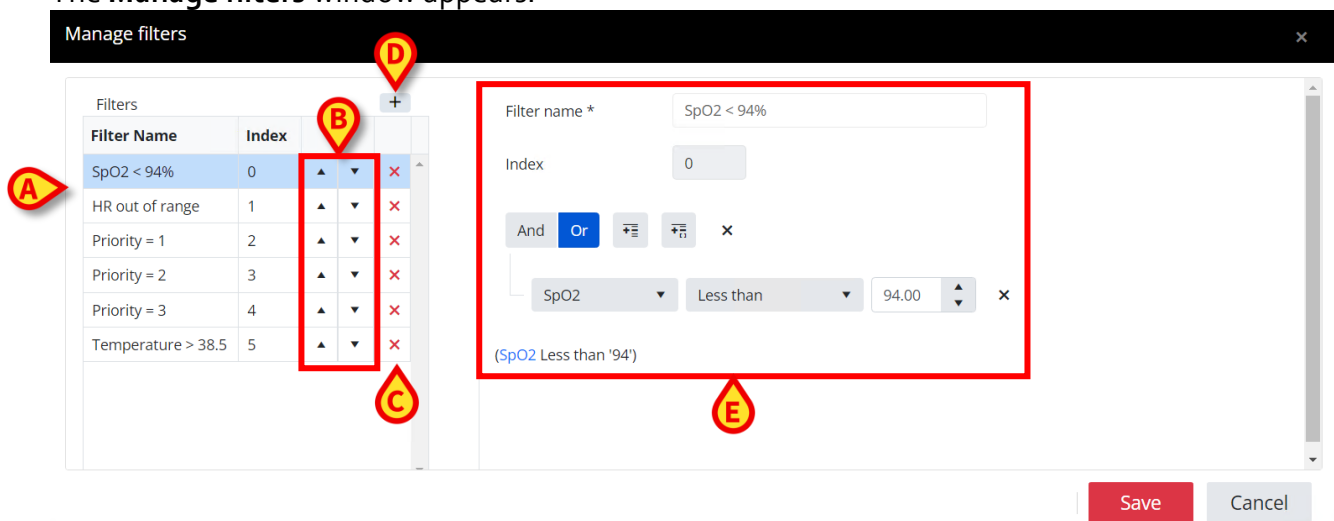 The Manage filters window appears.
Manage filters
D
Filters
B
Filter name * SpO2 < 94%
Filter Name Index
A
SpO2 < 94% 0
Index 0
HR out of range 1
Priority = 1 2
And Or
Priority = 2 3
SpO2 Less than 94.00
Priority = 3 4
Temperature > 38.5 5
(SpO2 Less than '94')
C
E
Save Cancel